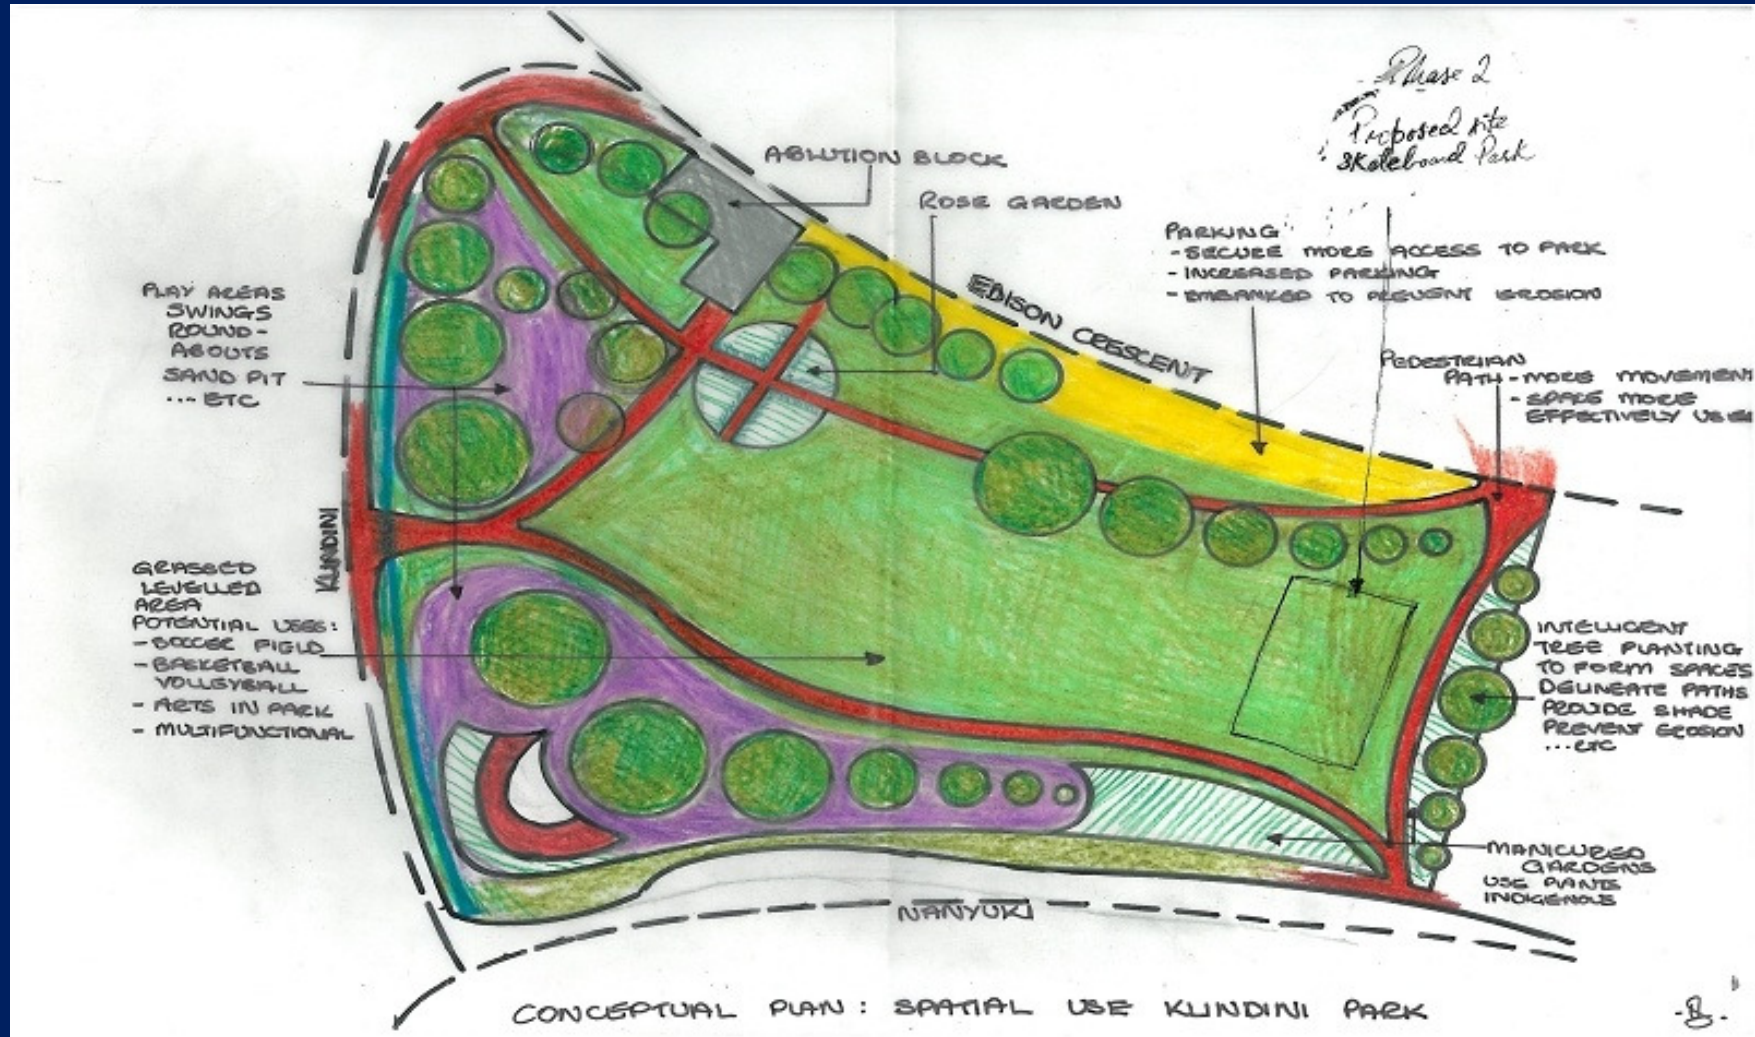 Phase 2
Proposed site
Skateboard Park
ABLUTION BLOCK
ROSE GARDEN
PARKING
- SECURE MORE ACCESS TO PARK
- INCREASED PARKING
- EMBANKED TO PREVENT EROSION
EDISON CRESCENT
PLAY AREAS
SWINGS
ROUND-
ABOUTS
SAND PIT
... ETC
PEDESTRIAN
PATH - MORE MOVEMENT
- SPACE MORE
EFFECTIVELY USE
KLINDINI
GRASSED
LEVELLED
AREA
POTENTIAL USES:
- SOCCER FIELD
- BASKETBALL
VOLLEYBALL
- ARTS IN PARK
- MULTIFUNCTIONAL
INTELLIGENT
TREE PLANTING
TO FORM SPACES
DELINEATE PATHS
PROVIDE SHADE
PREVENT EROSION
... ETC
MANICURED
GARDENS
USE PLANTS
INDIGENOUS
NANYUKI
CONCEPTUAL PLAN: SPATIAL USE KLINDINI PARK